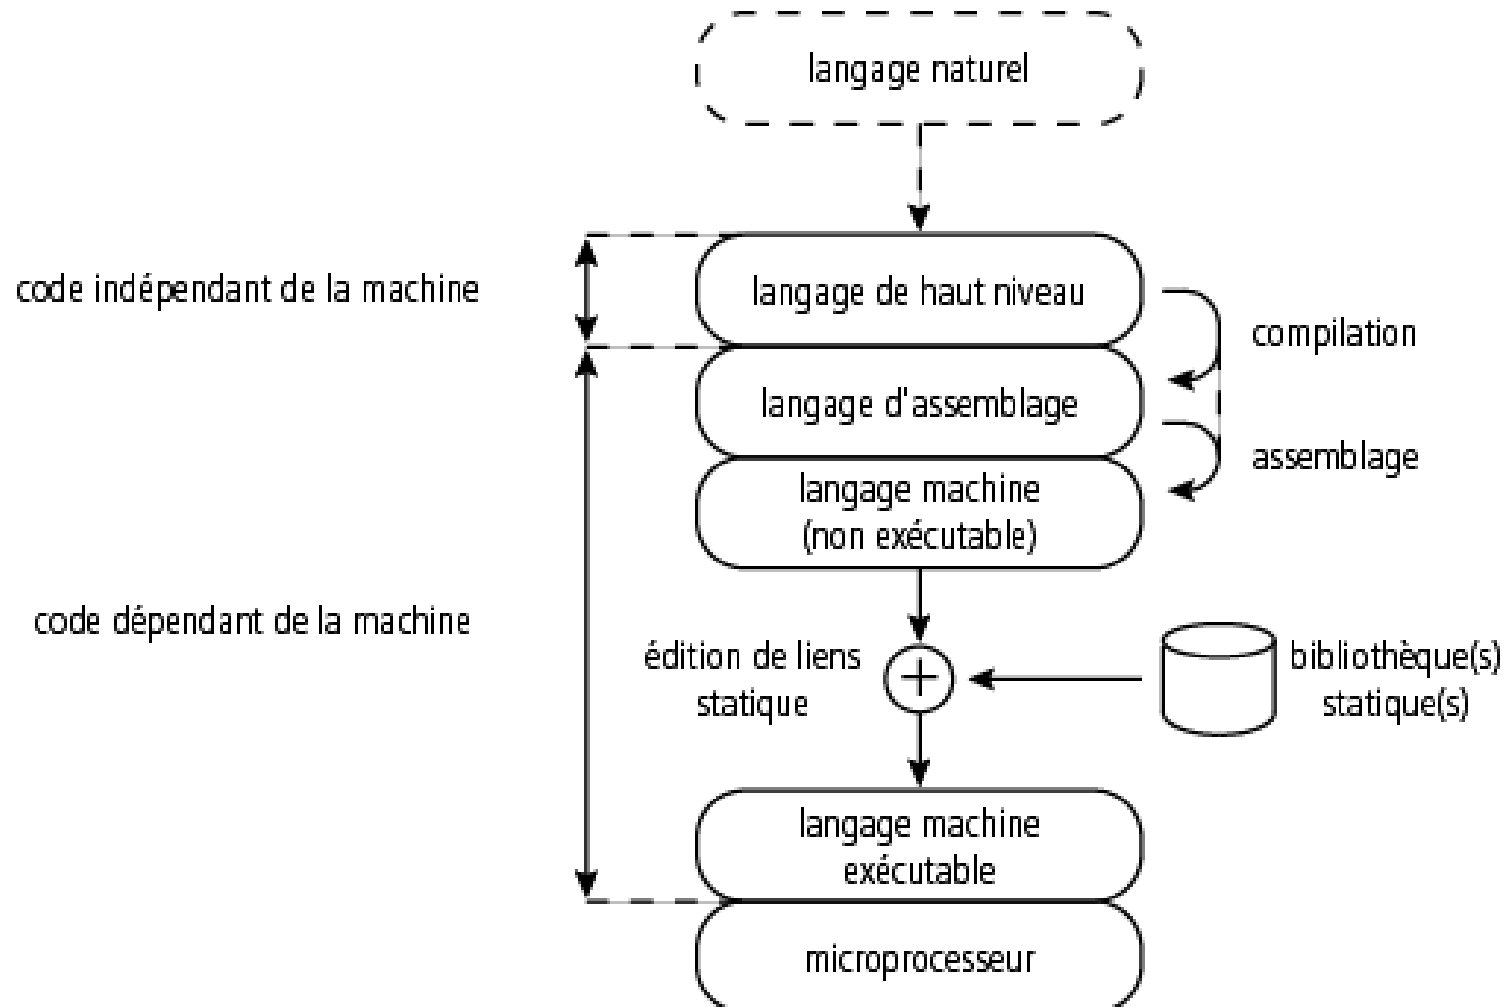 langage naturel
code indépendant de la machine
langage de haut niveau
compilation
langage d'assemblage
assemblage
langage machine
(non exécutable)
code dépendant de la machine
édition de liens
statique
bibliothèque(s)
statique(s)
langage machine
exécutable
microprocesseur